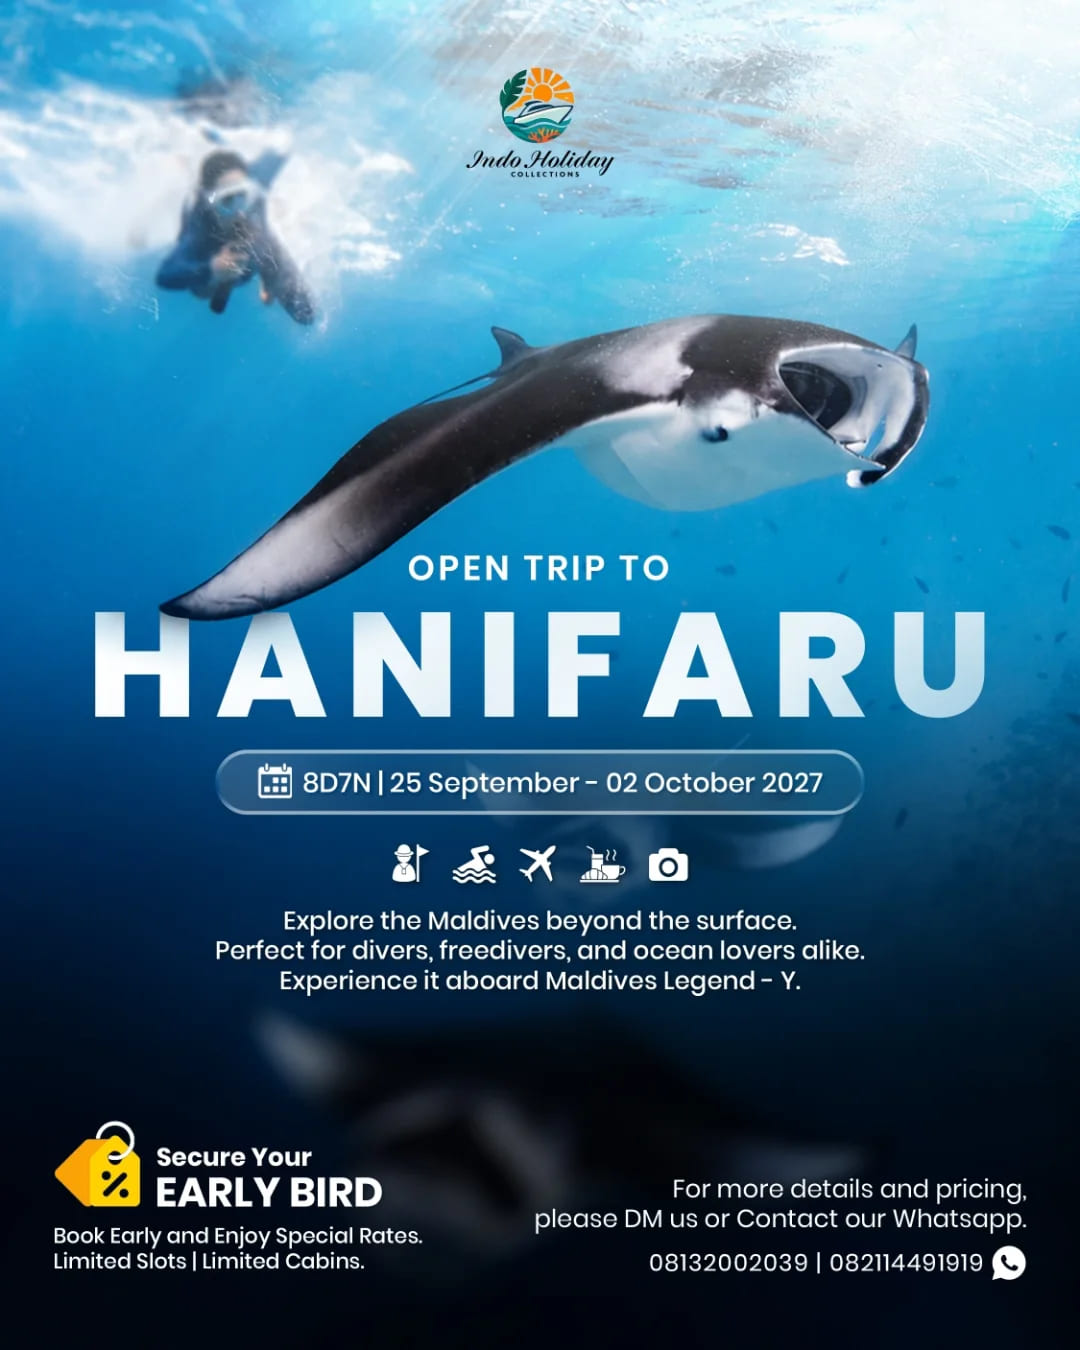 Indo Holiday
COLLECTIONS
OPEN TRIP TO
HANIFARU
8D7N | 25 September - 02 October 2027
Explore the Maldives beyond the surface.
Perfect for divers, freedivers, and ocean lovers alike.
Experience it aboard Maldives Legend - Y.
Secure Your
EARLY BIRD
Book Early and Enjoy Special Rates.
Limited Slots | Limited Cabins.
For more details and pricing,
please DM us or Contact our Whatsapp.
08132002039 | 082114491919